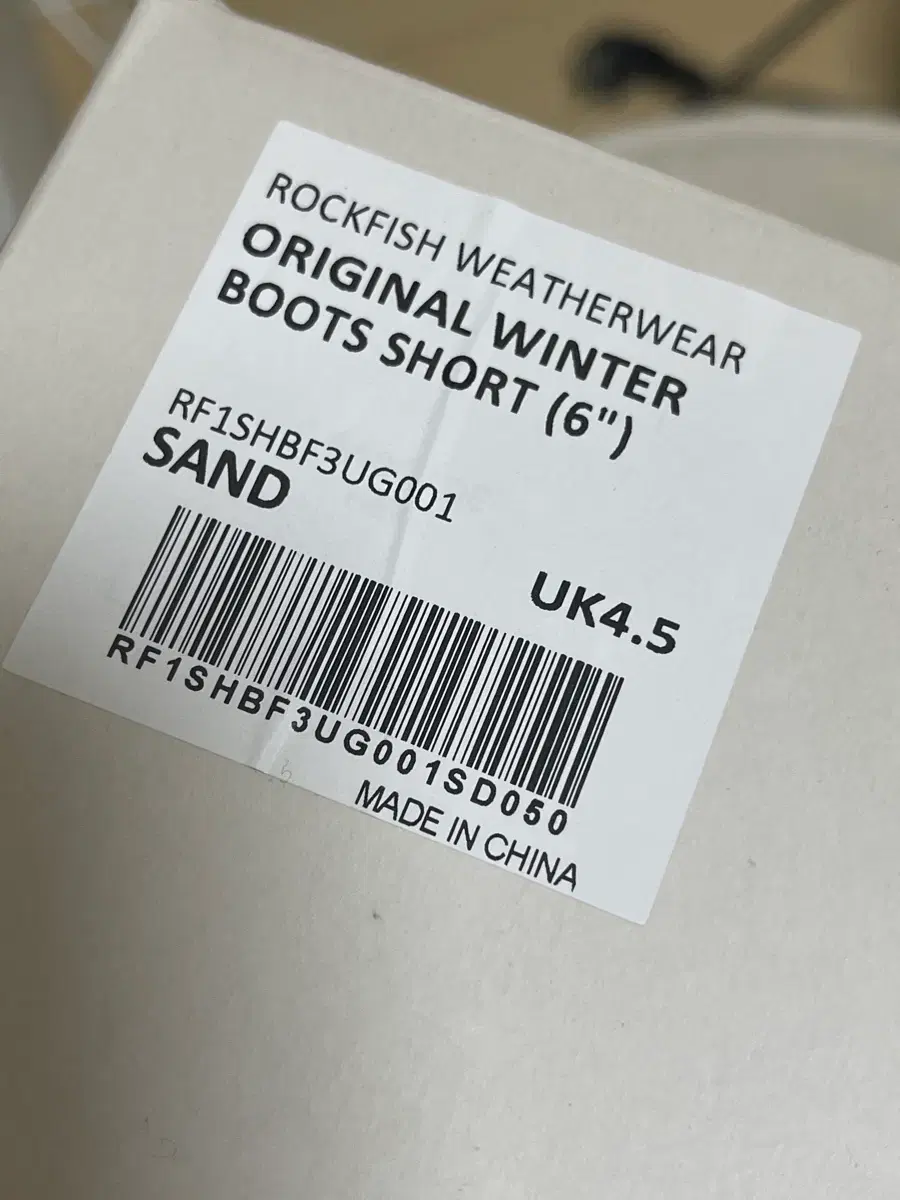 ROCKFISH WEATHERWEAR
ORIGINAL WINTER
BOOTS SHORT (6")
RF1SHBF3UG001
SAND
UK4.5
RF1SHBF3UG001SD050
MADE IN CHINA